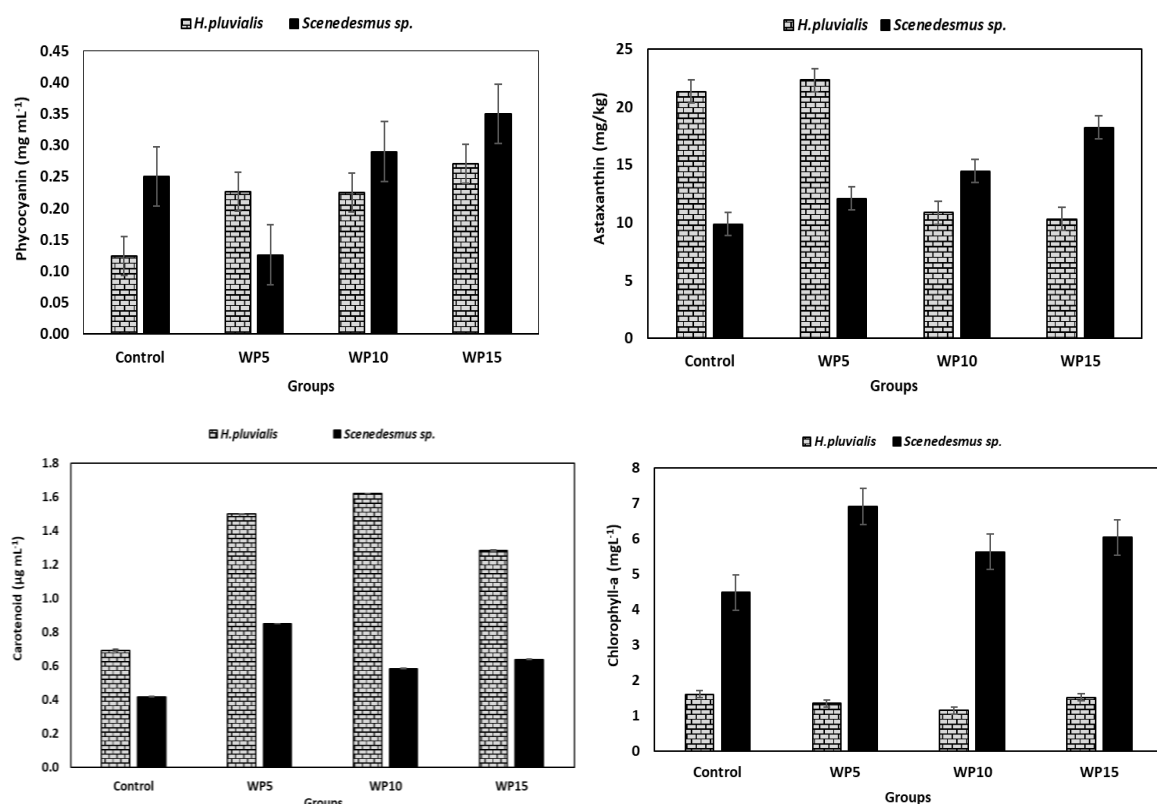 H.pluvialis Scenedesmus sp.
Phycocyanin (mg mL-1)
0.45
0.40
0.35
0.30
0.25
0.20
0.15
0.10
0.05
0.00
Control WP5 WP10 WP15
Groups
H.pluvialis Scenedesmus sp.
Astaxanthin (mg/kg)
25
20
15
10
5
0
Control WP5 WP10 WP15
Groups
H.pluvialis Scenedesmus sp.
Carotenoid (µg mL-1)
1.8
1.6
1.4
1.2
1.0
0.8
0.6
0.4
0.2
0.0
Control WP5 WP10 WP15
Groups
H.pluvialis Scenedesmus sp.
Chlorophyll-a (mgL-1)
8
7
6
5
4
3
2
1
0
Control WP5 WP10 WP15
Groups